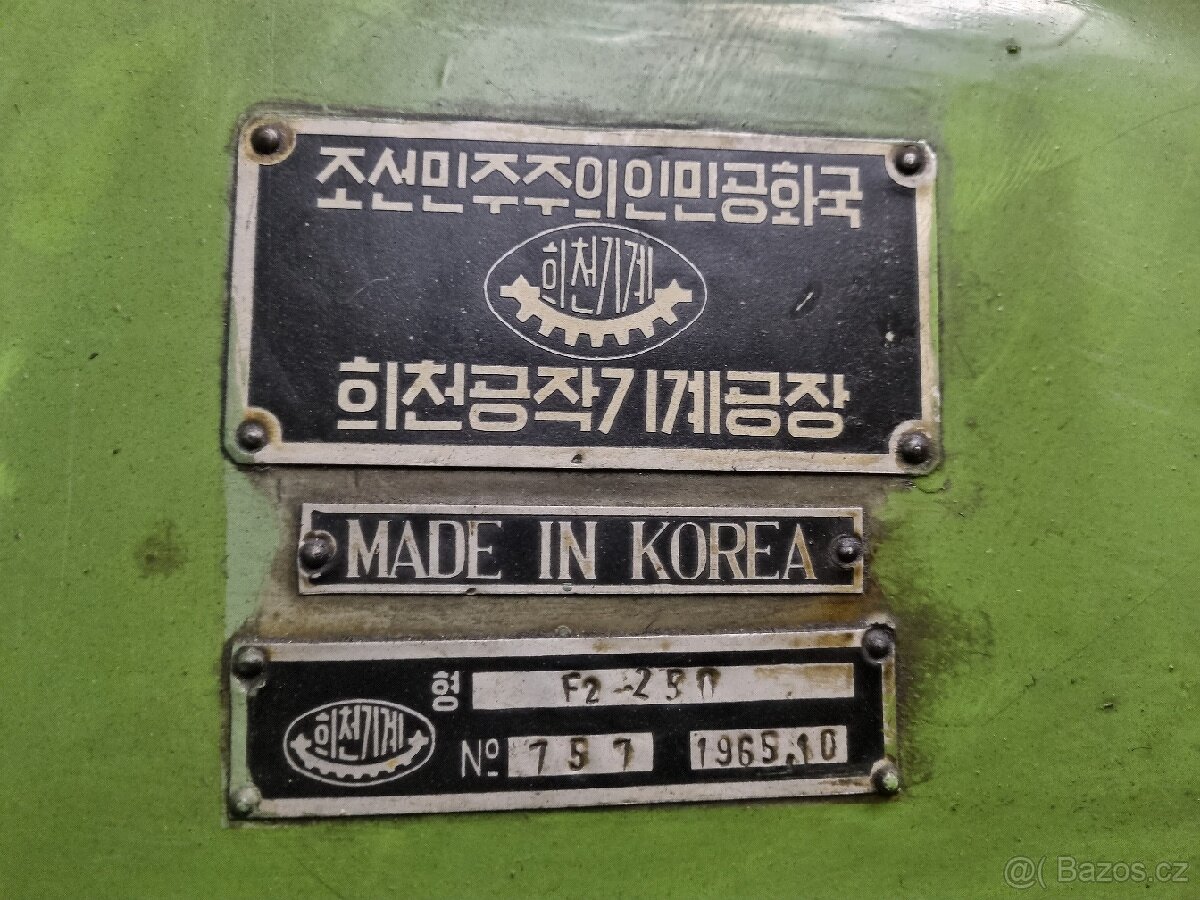 조선민주주의인민공화국
희천기계
희천공작기계공장
MADE IN KOREA
형 F2-250
희천기계
№ 757 1965.10
@( Bazos.cz